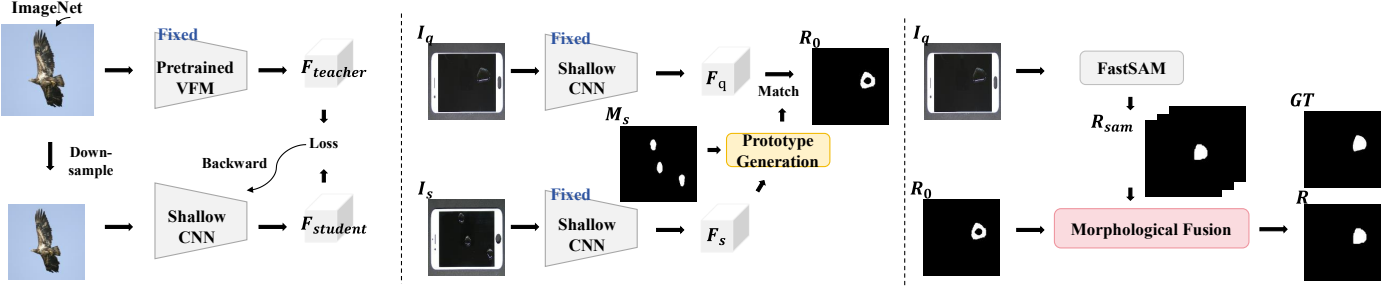 ImageNet
Fixed
Pretrained
VFM
F_teacher
Down-
sample
Backward
Loss
Shallow
CNN
F_student
I_q
Fixed
Shallow
CNN
F_q
Match
R_0
M_s
Prototype
Generation
I_s
Fixed
Shallow
CNN
F_s
I_q
FastSAM
R_sam
GT
R_0
Morphological Fusion
R